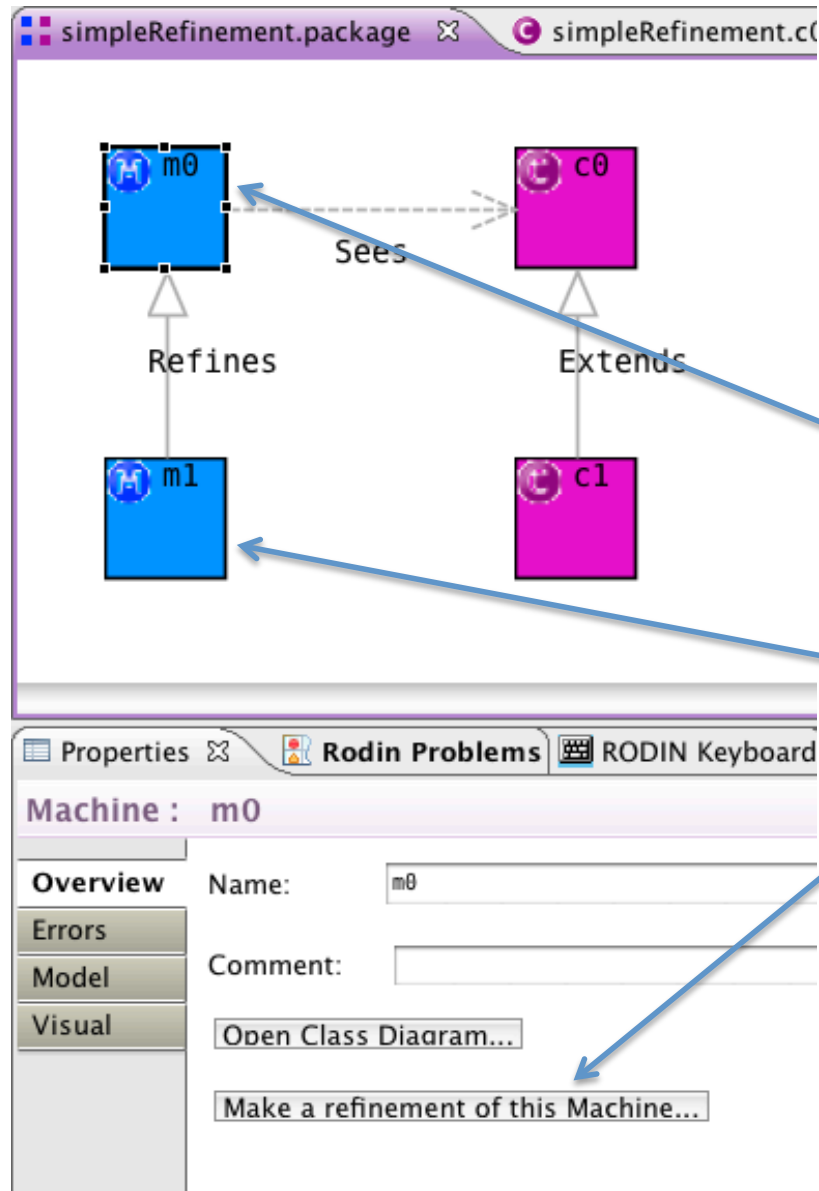 simpleRefinement.package
simpleRefinement.c0
m0
c0
Sees
Refines
Extends
m1
c1
Properties
Rodin Problems
RODIN Keyboard
Machine : m0
Overview
Name: m0
Errors
Comment:
Model
Visual
Open Class Diagram...
Make a refinement of this Machine...